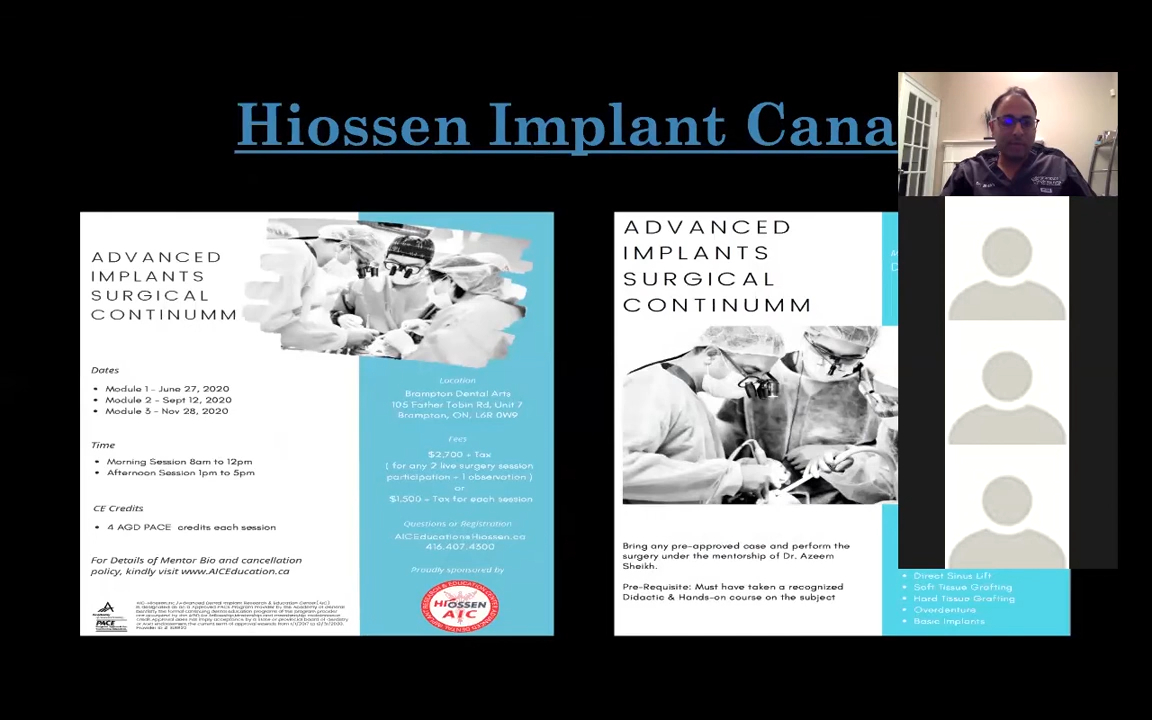 Hiossen Implant Cana
ADVANCED
IMPLANTS
SURGICAL
CONTINUMM
Dates
• Module 1 - June 27, 2020
• Module 2 - Sept 12, 2020
• Module 3 - Nov 28, 2020
Time
• Morning Session 8am to 12pm
• Afternoon Session 1pm to 5pm
CE Credits
• 4 AGD PACE credits each session
For Details of Mentor Bio and cancellation
policy, kindly visit www.AICEducation.ca
PACE
Location
Brampton Dental Arts
105 Father Tobin Rd, Unit 7
Brampton, ON, L6R 0W9
Fees
$2,700 + Tax
( for any 2 live surgery session
participation + 1 observation )
or
$1,500 + Tax for each session
Questions or Registration
AICEducation@Hiossen.ca
416.407.4500
Proudly sponsored by
HIOSSEN
AIC
ADVANCED
IMPLANTS
SURGICAL
CONTINUMM
Bring any pre-approved case and perform the
surgery under the mentorship of Dr. Azeem
Sheikh.
Pre-Requisite: Must have taken a recognized
Didactic & Hands-on course on the subject
• Direct Sinus Lift
• Soft Tissue Grafting
• Hard Tissue Grafting
• Overdenture
• Basic Implants